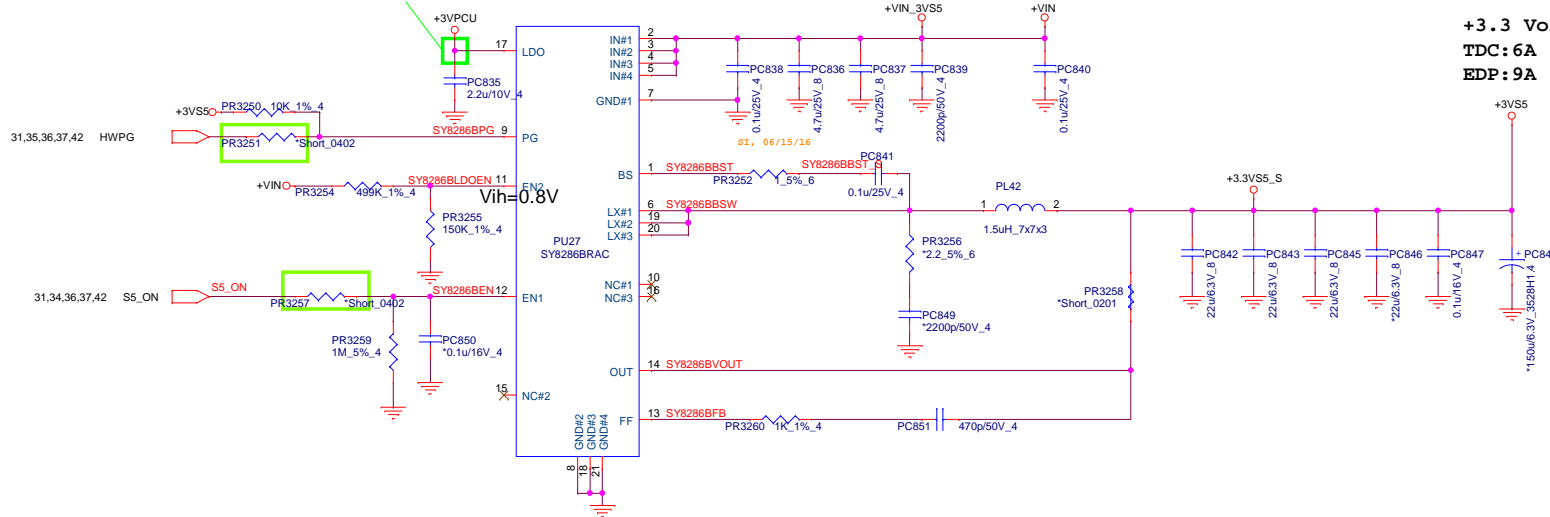 +3VPCU
+VIN_3VS5
+VIN
+3.3 Vo
TDC:6A
EDP:9A
17
LDO
IN#1
IN#2
IN#3
IN#4
2
3
4
5
PC835
2.2u/10V_4
GND#1
7
PC838
0.1u/25V_4
PC836
4.7u/25V_8
PC837
4.7u/25V_8
PC839
2200p/50V_4
PC840
0.1u/25V_4
+3VS5
+3VS5
PR3250
10K_1%_4
31,35,36,37,42
HWPG
PR3251
*Short_0402
SY8286BPG
9
PG
SI, 06/15/16
+VIN
PR3254
499K_1%_4
SY8286BLDOEN
11
EN2
Vih=0.8V
BS
1
SY8286BBST
PR3252
1_5%_6
SY8286BBST_S
PC841
0.1u/25V_4
PR3255
150K_1%_4
PU27
SY8286BRAC
LX#1
LX#2
LX#3
6
19
20
SY8286BBSW
PL42
1
2
1.5uH_7x7x3
+3.3VS5_S
PR3256
*2.2_5%_6
PC842
22u/6.3V_8
PC843
22u/6.3V_8
PC845
22u/6.3V_8
PC846
*22u/6.3V_8
PC847
0.1u/16V_4
+
PC84
*150u/6.3V_3528H1.4
31,34,36,37,42
S5_ON
S5_ON
PR3257
*Short_0402
SY8286BEN
12
EN1
NC#1
NC#3
10
16
PR3258
*Short_0201
PC849
*2200p/50V_4
PR3259
1M_5%_4
PC850
*0.1u/16V_4
OUT
14
SY8286BVOUT
15
NC#2
FF
13
SY8286BFB
PR3260
1K_1%_4
PC851
470p/50V_4
GND#2
GND#3
GND#4
8
18
21